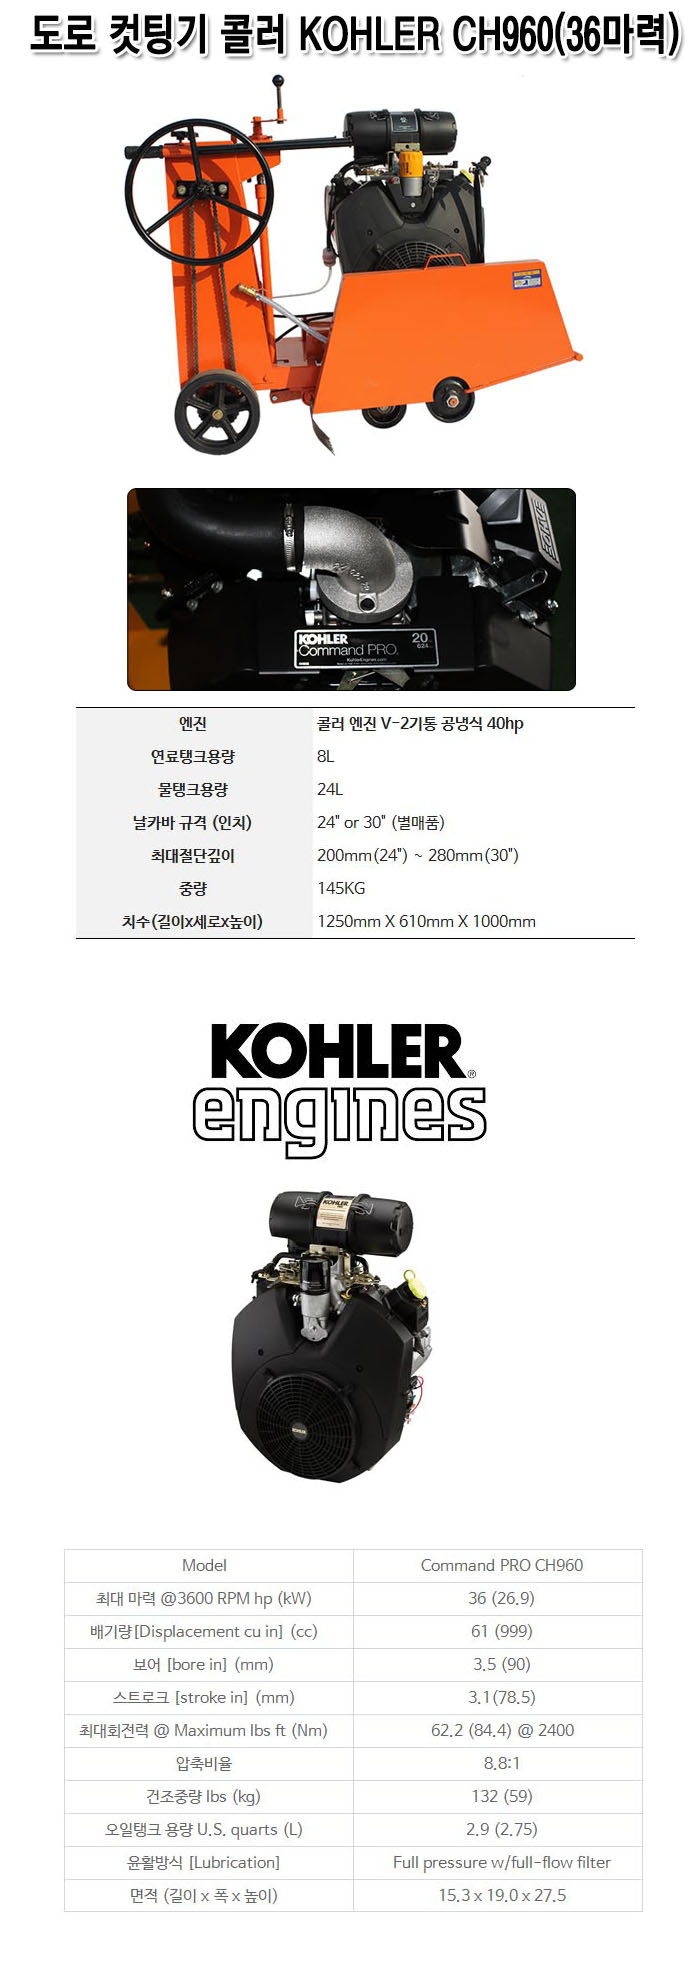 도로 컷팅기 콜러 KOHLER CH960(36마력)
KOHLER
Command PRO. 20
624
KohlerEngines.com
엔진 콜러 엔진 V-2기통 공냉식 40hp
연료탱크용량 8L
물탱크용량 24L
날카바 규격 (인치) 24" or 30" (별매품)
최대절단깊이 200mm(24") ~ 280mm(30")
중량 145KG
치수(길이x세로x높이) 1250mm X 610mm X 1000mm
KOHLER®
engines
KOHLER
KOHLER
Model Command PRO CH960
최대 마력 @3600 RPM hp (kW) 36 (26.9)
배기량[Displacement cu in] (cc) 61 (999)
보어 [bore in] (mm) 3.5 (90)
스트로크 [stroke in] (mm) 3.1(78.5)
최대회전력 @ Maximum lbs ft (Nm) 62.2 (84.4) @ 2400
압축비율 8.8:1
건조중량 lbs (kg) 132 (59)
오일탱크 용량 U.S. quarts (L) 2.9 (2.75)
윤활방식 [Lubrication] Full pressure w/full-flow filter
면적 (길이 x 폭 x 높이) 15.3 x 19.0 x 27.5